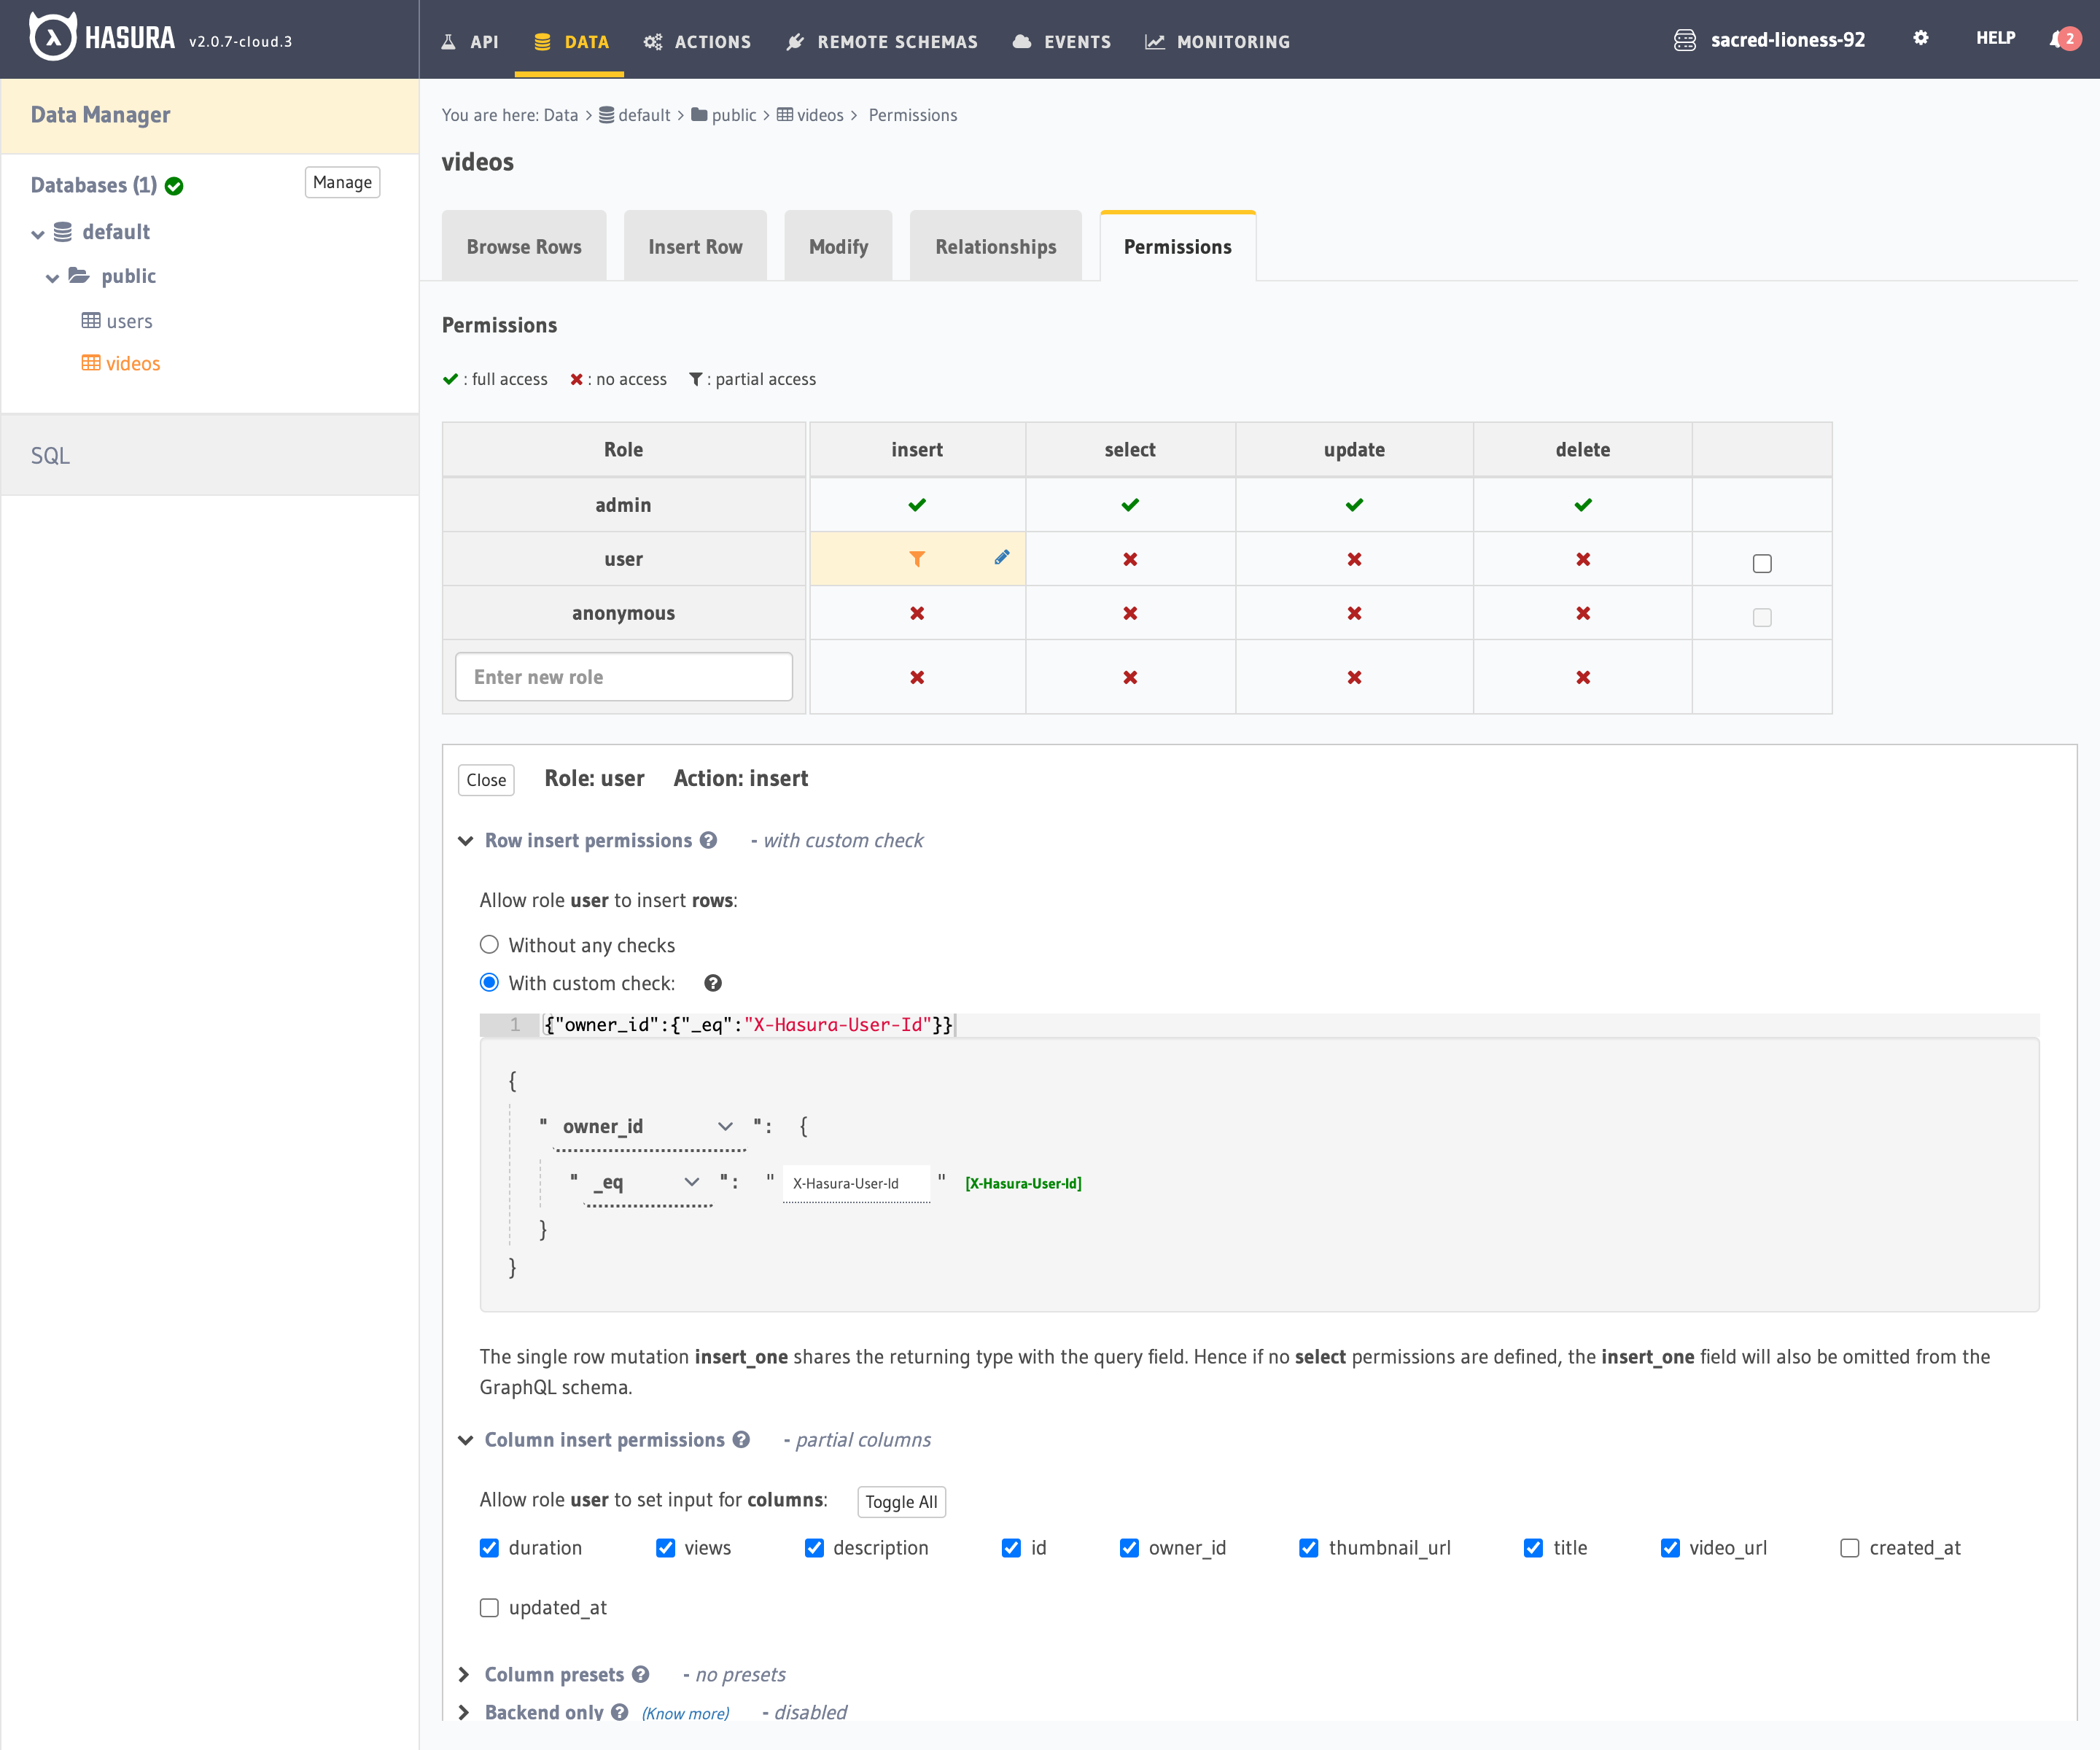 HASURA v2.0.7-cloud.3
API DATA ACTIONS REMOTE SCHEMAS EVENTS MONITORING
sacred-lioness-92 HELP 2
Data Manager
Databases (1) Manage
default
public
users
videos
SQL
You are here: Data > default > public > videos > Permissions
videos
Browse Rows Insert Row Modify Relationships Permissions
Permissions
: full access : no access : partial access
Role insert select update delete
admin
user
anonymous
Enter new role
Close Role: user Action: insert
Row insert permissions - with custom check
Allow role user to insert rows:
Without any checks
With custom check:
1 {"owner_id":{"_eq":"X-Hasura-User-Id"}}
{
" owner_id " : {
" _eq " : " X-Hasura-User-Id " [X-Hasura-User-Id]
}
}
The single row mutation insert_one shares the returning type with the query field. Hence if no select permissions are defined, the insert_one field will also be omitted from the
GraphQL schema.
Column insert permissions - partial columns
Allow role user to set input for columns: Toggle All
duration views description id owner_id thumbnail_url title video_url created_at
updated_at
Column presets - no presets
Backend only (Know more) - disabled